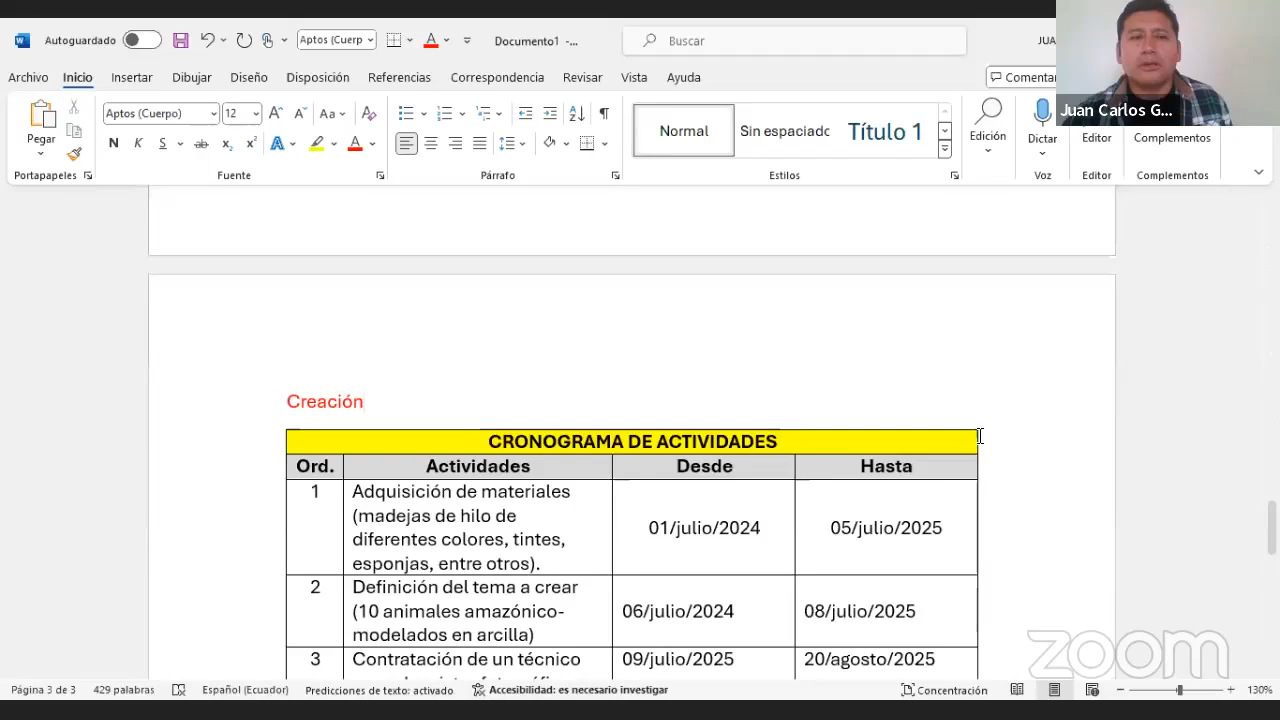 Autoguardado
Aptos (Cuerp
Documento1 -...
Buscar
JUA
Archivo Inicio Insertar Dibujar Diseño Disposición Referencias Correspondencia Revisar Vista Ayuda
Comentar
Juan Carlos G...
Pegar
Aptos (Cuerpo) 12
Normal
Sin espaciado
Título 1
Edición
Dictar
Editor
Complementos
Portapapeles Fuente Párrafo Estilos Voz Editor Complementos
Creación
CRONOGRAMA DE ACTIVIDADES
Ord. Actividades Desde Hasta
1 Adquisición de materiales
(madejas de hilo de
diferentes colores, tintes,
esponjas, entre otros).
01/julio/2024 05/julio/2025
2 Definición del tema a crear
(10 animales amazónico-
modelados en arcilla)
06/julio/2024 08/julio/2025
3 Contratación de un técnico 09/julio/2025 20/agosto/2025
zoom
Página 3 de 3 429 palabras Español (Ecuador) Predicciones de texto: activado Accesibilidad: es necesario investigar Concentración 130%